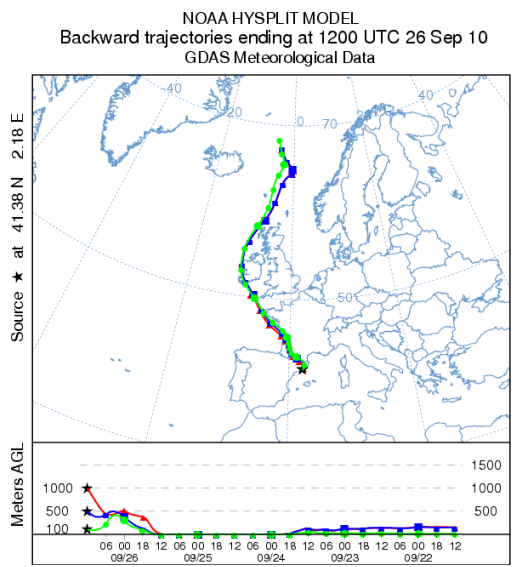 NOAA HYSPLIT MODEL
Backward trajectories ending at 1200 UTC 26 Sep 10
GDAS Meteorological Data
Source ★ at 41.38 N 2.18 E
-40
-20
0
70
20
40
50
Meters AGL
1500
1000
1000
500
500
100
06 00 18 12 06 00 18 12 06 00 18 12 06 00 18 12 06 00 18 12
09/26 09/25 09/24 09/23 09/22